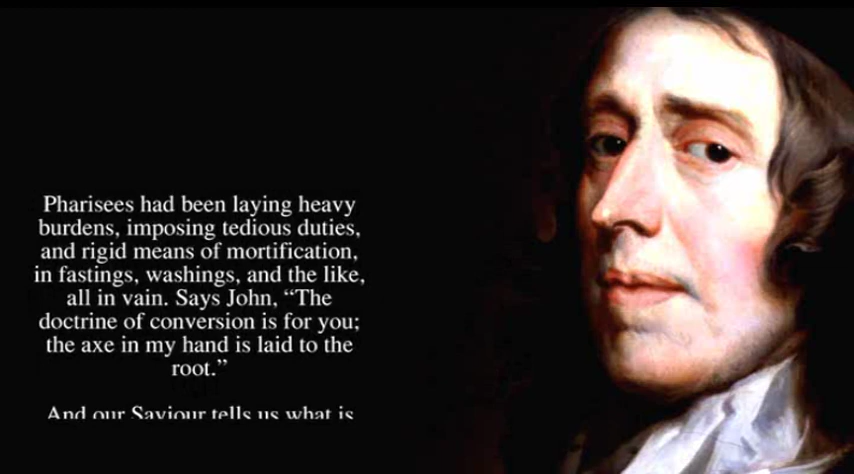 Pharisees had been laying heavy
burdens, imposing tedious duties,
and rigid means of mortification,
in fastings, washings, and the like,
all in vain. Says John, “The
doctrine of conversion is for you;
the axe in my hand is laid to the
root.”
And our Saviour tells us what is